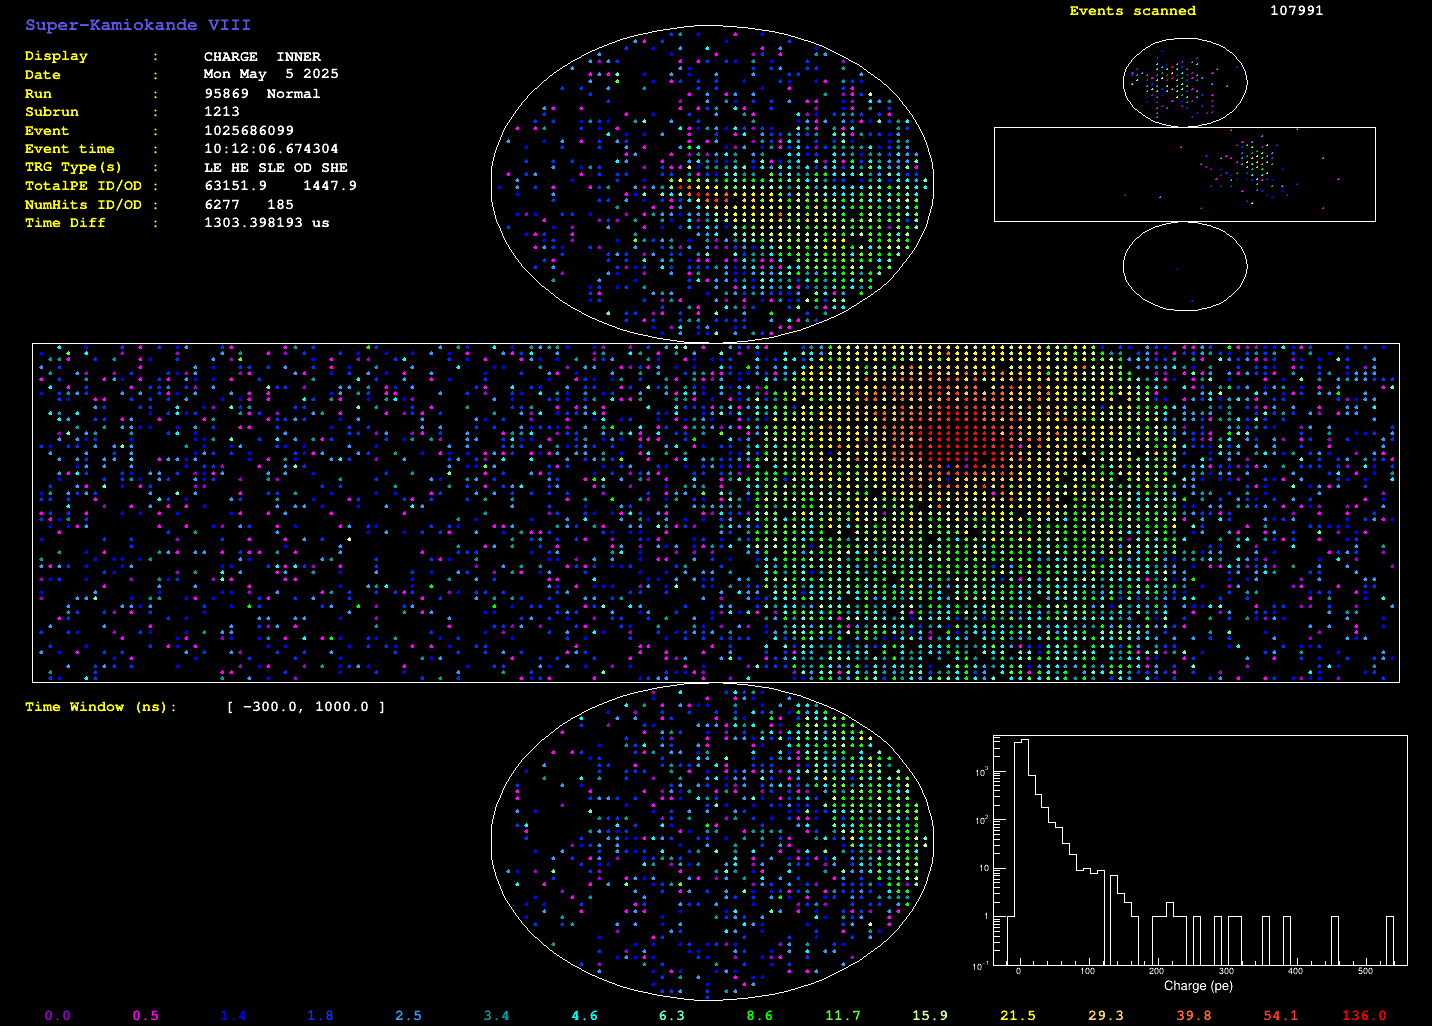 Super-Kamiokande VIII
Events scanned 107991
Display : CHARGE INNER
Date : Mon May 5 2025
Run : 95869 Normal
Subrun : 1213
Event : 1025686099
Event time : 10:12:06.674304
TRG Type(s) : LE HE SLE OD SHE
TotalPE ID/OD : 63151.9 1447.9
NumHits ID/OD : 6277 185
Time Diff : 1303.398193 us
Time Window (ns): [ -300.0, 1000.0 ]
10³
10²
10
1
10⁻¹
0 100 200 300 400 500
Charge (pe)
0.0 0.5 1.4 1.8 2.5 3.4 4.6 6.3 8.6 11.7 15.9 21.5 29.3 39.8 54.1 136.0